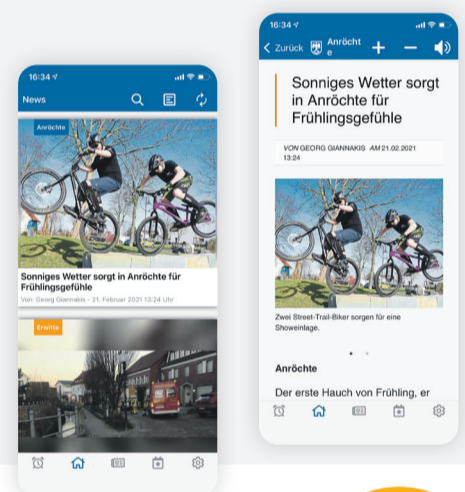 16:34
News
Anröchte
Sonniges Wetter sorgt in Anröchte für
Frühlingsgefühle
Von: Georg Giannakis - 21. Februar 2021 13:24 Uhr
Erwitte
16:34
Zurück
Anröcht
e
Sonniges Wetter sorgt
in Anröchte für
Frühlingsgefühle
VON GEORG GIANNAKIS AM 21.02.2021
13:24
Zwei Street-Trail-Biker sorgen für eine
Showeinlage.
Anröchte
Der erste Hauch von Frühling, er